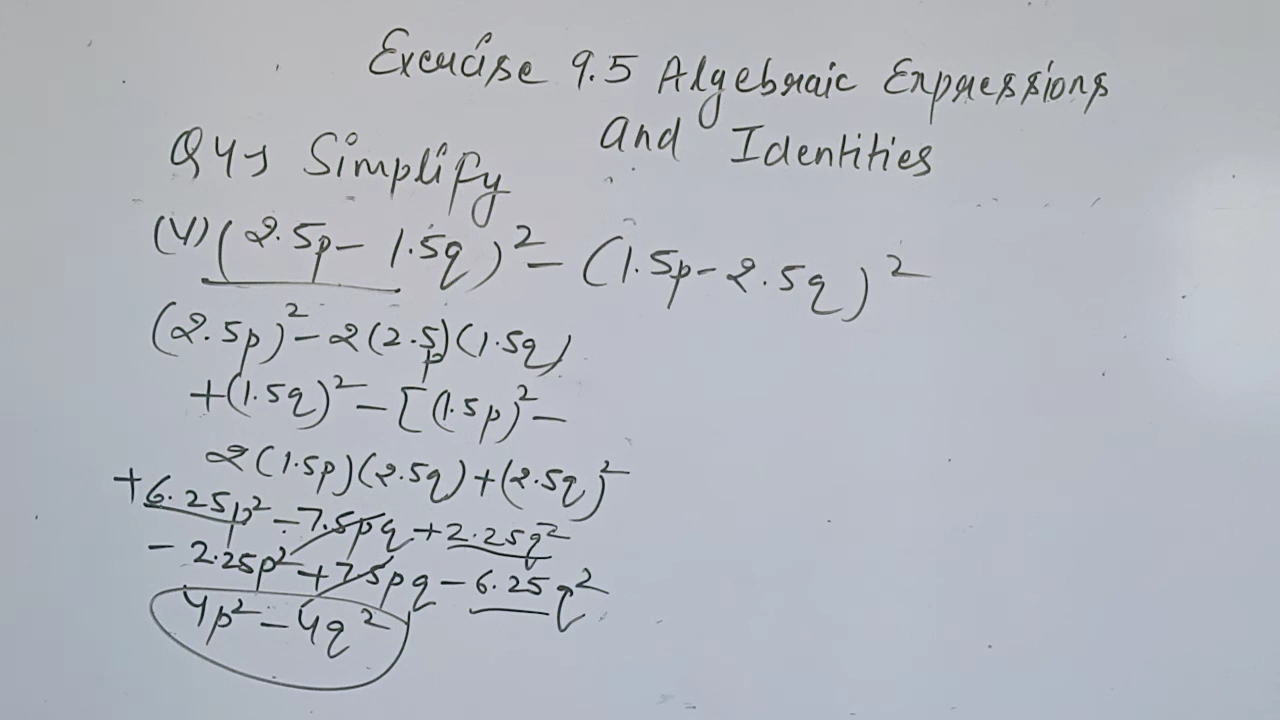 Exercise 9.5 Algebraic Expressions
and Identities
Q4) Simplify
(4) (2.5p - 1.5q)² - (1.5p - 2.5q)²
(2.5p)² - 2(2.5p)(1.5q)
+(1.5q)² - [(1.5p)² -
2(1.5p)(2.5q) + (2.5q)²
+6.25p² - 7.5pq + 2.25q²
- 2.25p² + 7.5pq - 6.25q²
4p² - 4q²